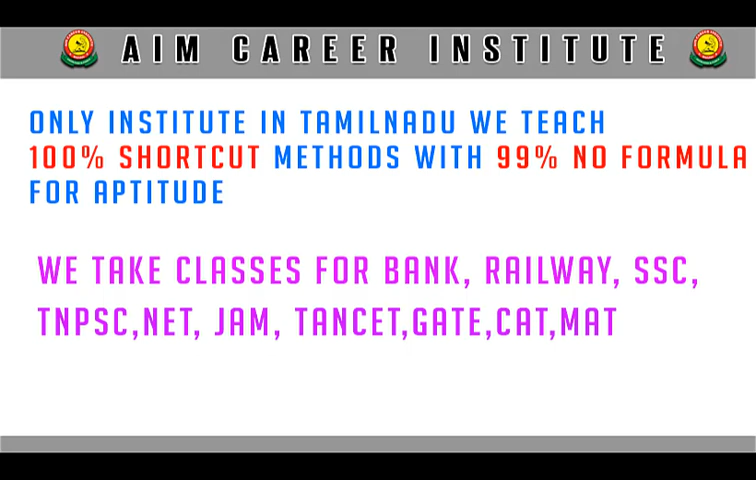 AIM CAREER INSTITUTE
ONLY INSTITUTE IN TAMILNADU WE TEACH
100% SHORTCUT METHODS WITH 99% NO FORMULA
FOR APTITUDE
WE TAKE CLASSES FOR BANK, RAILWAY, SSC,
TNPSC,NET, JAM, TANCET,GATE,CAT,MAT